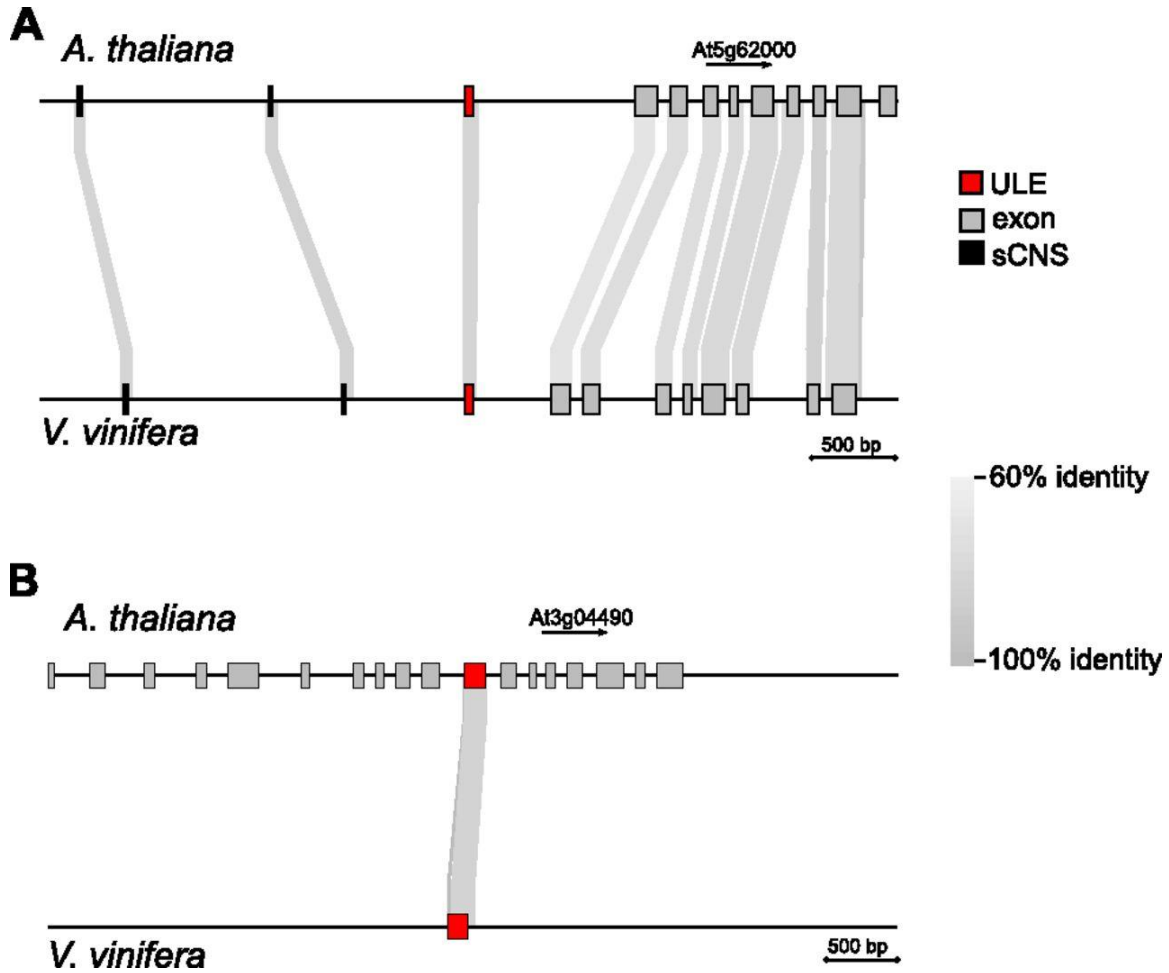 A
A. thaliana
At5g62000
ULE
exon
sCNS
V. vinifera
500 bp
60% identity
100% identity
B
A. thaliana
At3g04490
V. vinifera
500 bp